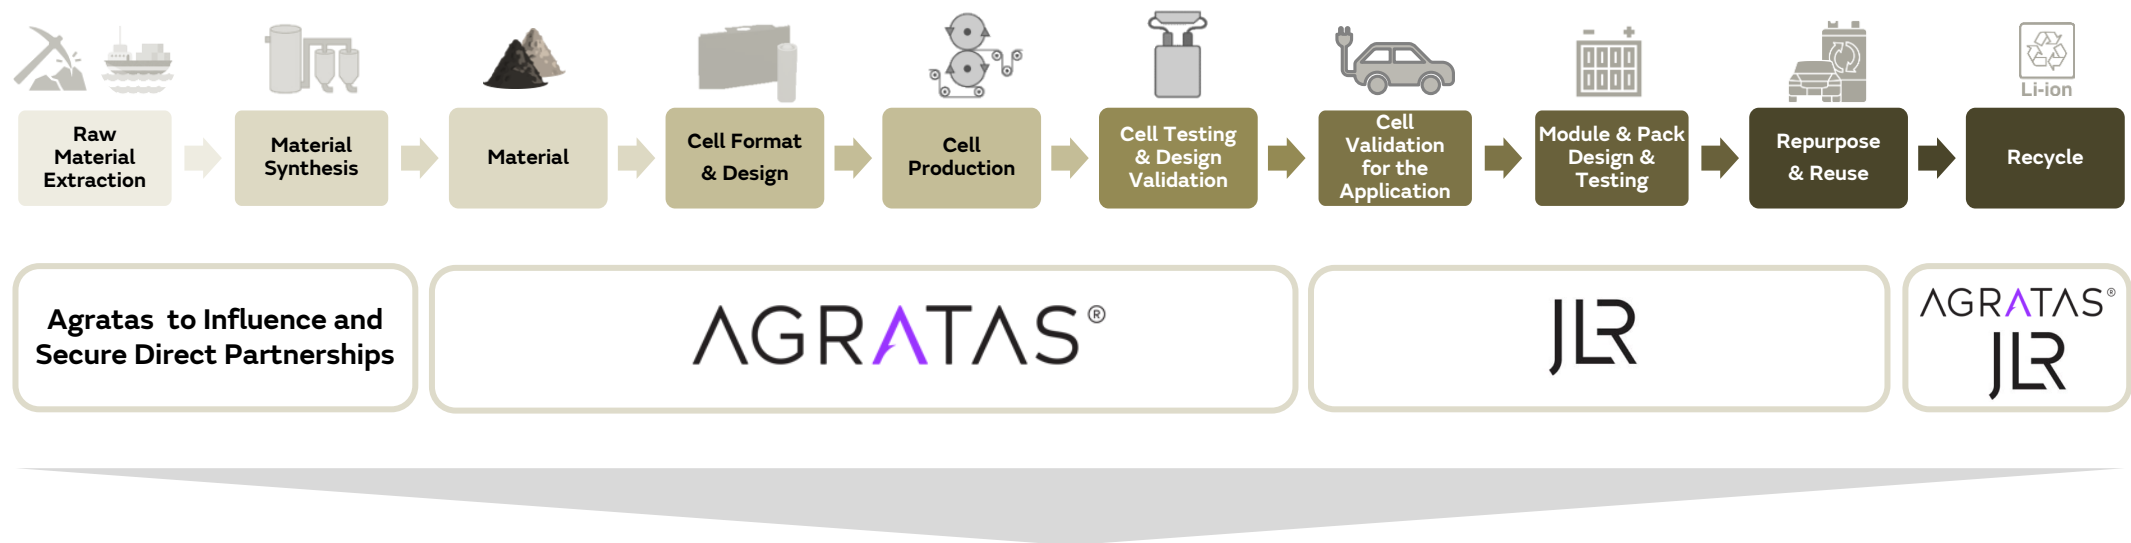 Li-ion
Raw
Material
Extraction
Material
Synthesis
Material
Cell Format
& Design
Cell
Production
Cell Testing
& Design
Validation
Cell
Validation
for the
Application
Module & Pack
Design &
Testing
Repurpose
& Reuse
Recycle
Agratas to Influence and
Secure Direct Partnerships
AGRATAS®
JLR
AGRATAS®
JLR